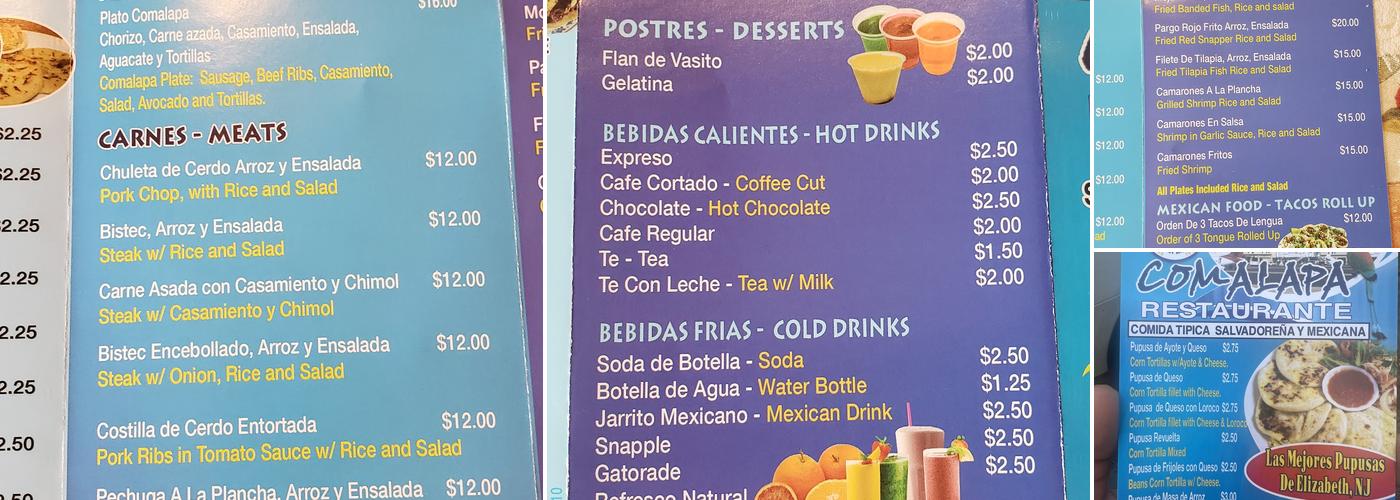 $16.00
Plato Comalapa
Chorizo, Carne azada, Casamiento, Ensalada,
Aguacate y Tortillas
Comalapa Plate: Sausage, Beef Ribs, Casamiento,
Salad, Avocado and Tortillas.
CARNES - MEATS
Chuleta de Cerdo Arroz y Ensalada $12.00
Pork Chop, with Rice and Salad
Bistec, Arroz y Ensalada $12.00
Steak w/ Rice and Salad
Carne Asada con Casamiento y Chimol $12.00
Steak w/ Casamiento y Chimol
Bistec Encebollado, Arroz y Ensalada $12.00
Steak w/ Onion, Rice and Salad
Costilla de Cerdo Entortada $12.00
Pork Ribs in Tomato Sauce w/ Rice and Salad
Pechuga A La Plancha, Arroz y Ensalada $12.00
$2.25
$2.25
$2.25
2.25
2.25
2.25
2.50
POSTRES - DESSERTS
Flan de Vasito $2.00
Gelatina $2.00
BEBIDAS CALIENTES - HOT DRINKS
Expreso $2.50
Cafe Cortado - Coffee Cut $2.00
Chocolate - Hot Chocolate $2.50
Cafe Regular $2.00
Te - Tea $1.50
Te Con Leche - Tea w/ Milk $2.00
BEBIDAS FRIAS - COLD DRINKS
Soda de Botella - Soda $2.50
Botella de Agua - Water Bottle $1.25
Jarrito Mexicano - Mexican Drink $2.50
Snapple $2.50
Gatorade $2.50
Refresco Natural
Fried Banded Fish, Rice and salad
Pargo Rojo Frito Arroz, Ensalada $20.00
Fried Red Snapper Rice and Salad
Filete De Tilapia, Arroz, Ensalada $15.00
Fried Tilapia Fish Rice and Salad
Camarones A La Plancha $15.00
Grilled Shrimp Rice and Salad
Camarones En Salsa $15.00
Shrimp in Garlic Sauce, Rice and Salad
Camarones Fritos $15.00
Fried Shrimp
All Plates Included Rice and Salad
MEXICAN FOOD - TACOS ROLL UP
Orden De 3 Tacos De Lengua $12.00
Order of 3 Tongue Rolled Up
$12.00
$12.00
$12.00
$12.00
$12.00
COMALAPA
RESTAURANTE
COMIDA TIPICA SALVADOREÑA Y MEXICANA
Pupusa de Ayote y Queso $2.75
Corn Tortillas w/Ayote & Cheese.
Pupusa de Queso $2.75
Corn Tortilla fillet with Cheese.
Pupusa de Queso con Loroco $2.75
Corn Tortilla fillet with Cheese & Loroco
Pupusa Revuelta $2.50
Corn Tortilla Mixed
Pupusa de Frijoles con Queso $2.50
Beans Corn Tortilla w/ Cheese.
Pupusa de Masa de Arroz $3.00
Las Mejores Pupusas
De Elizabeth, NJ